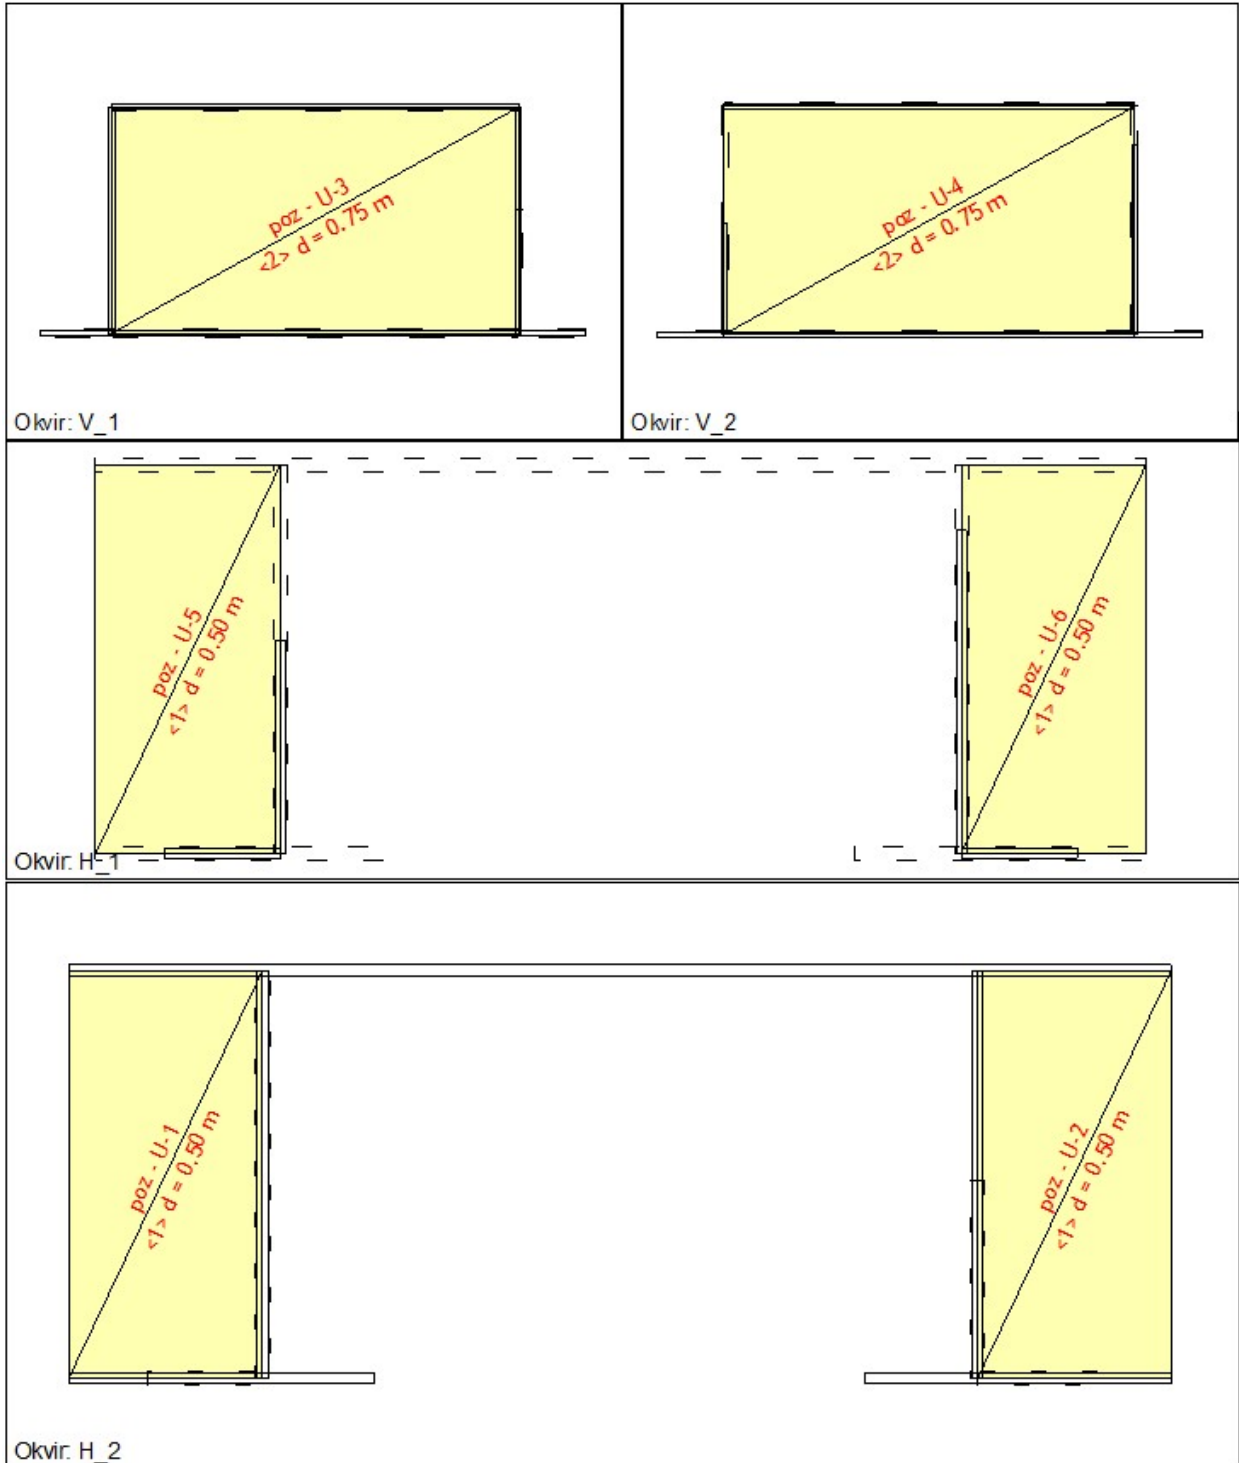 poz - U-3
<2> d = 0.75 m
Okvir: V_1
poz - U-4
<2> d = 0.75 m
Okvir: V_2
poz - U-5
<1> d = 0.50 m
poz - U-6
<1> d = 0.50 m
Okvir: H_1
poz - U-1
<1> d = 0.50 m
poz - U-2
<1> d = 0.50 m
Okvir: H_2